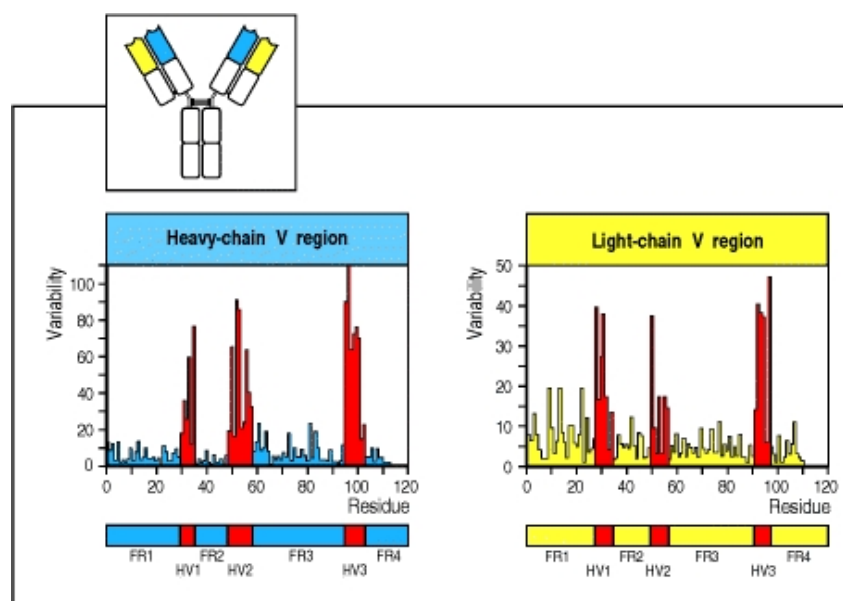 Heavy-chain V region
Light-chain V region
Variability
100
80
60
40
20
0
0 20 40 60 80 100 120
Residue
FR1 FR2 FR3 FR4
HV1 HV2 HV3
Variability
50
40
30
20
10
0
0 20 40 60 80 100 120
Residue
FR1 FR2 FR3 FR4
HV1 HV2 HV3